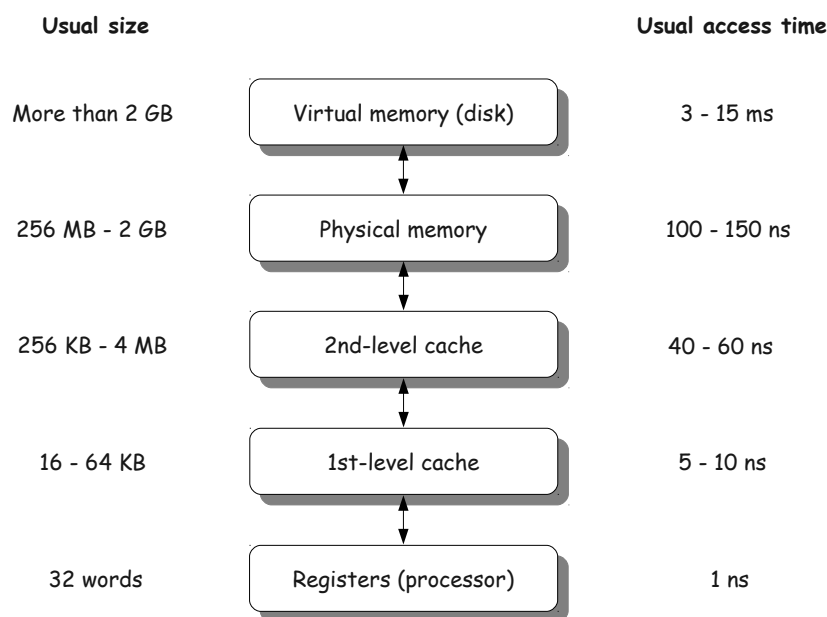 Usual size Usual access time
More than 2 GB Virtual memory (disk) 3 - 15 ms
256 MB - 2 GB Physical memory 100 - 150 ns
256 KB - 4 MB 2nd-level cache 40 - 60 ns
16 - 64 KB 1st-level cache 5 - 10 ns
32 words Registers (processor) 1 ns